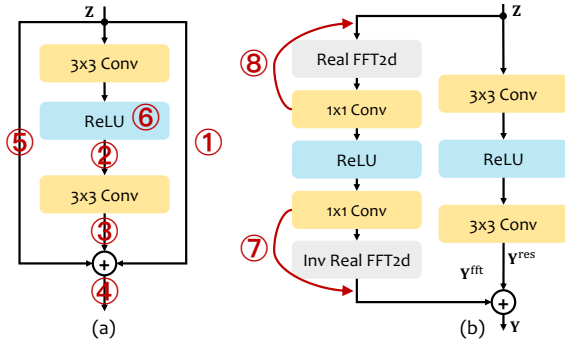 Z
3x3 Conv
ReLU
⑥
⑤
②
①
3x3 Conv
③
+
④
(a)
Z
⑧
Real FFT2d
1x1 Conv
3x3 Conv
ReLU
ReLU
1x1 Conv
3x3 Conv
⑦
Inv Real FFT2d
Y^fft
Y^res
+
(b)
Y